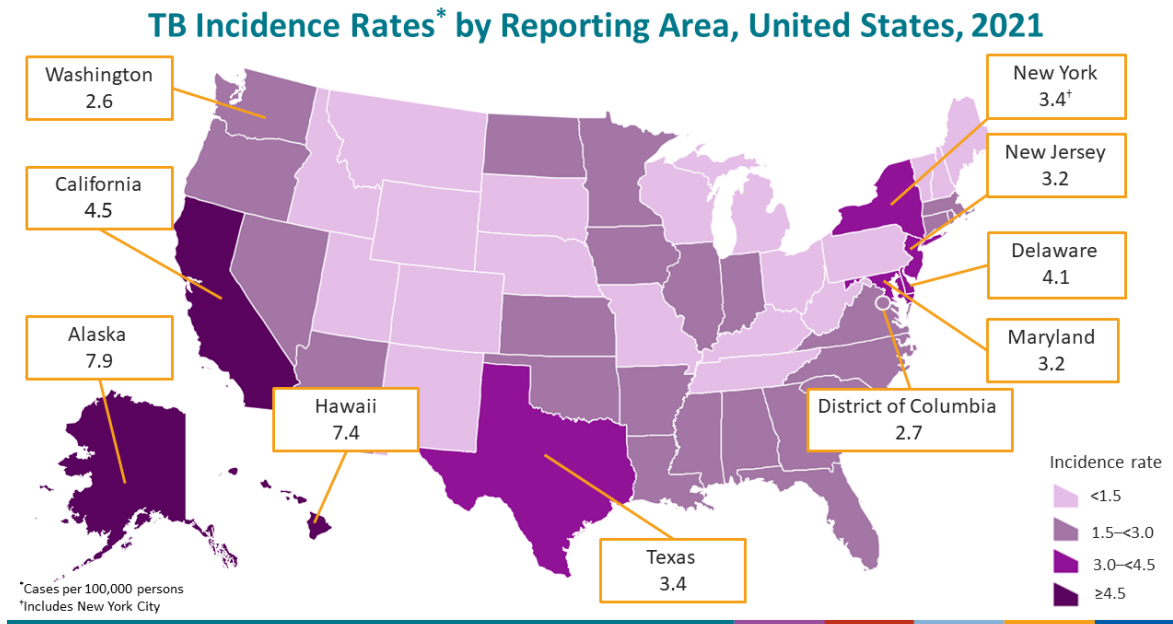 TB Incidence Rates* by Reporting Area, United States, 2021
Washington
2.6
New York
3.4†
New Jersey
3.2
California
4.5
Delaware
4.1
Alaska
7.9
Maryland
3.2
Hawaii
7.4
District of Columbia
2.7
Texas
3.4
Incidence rate
<1.5
1.5–<3.0
3.0–<4.5
≥4.5
*Cases per 100,000 persons
†Includes New York City